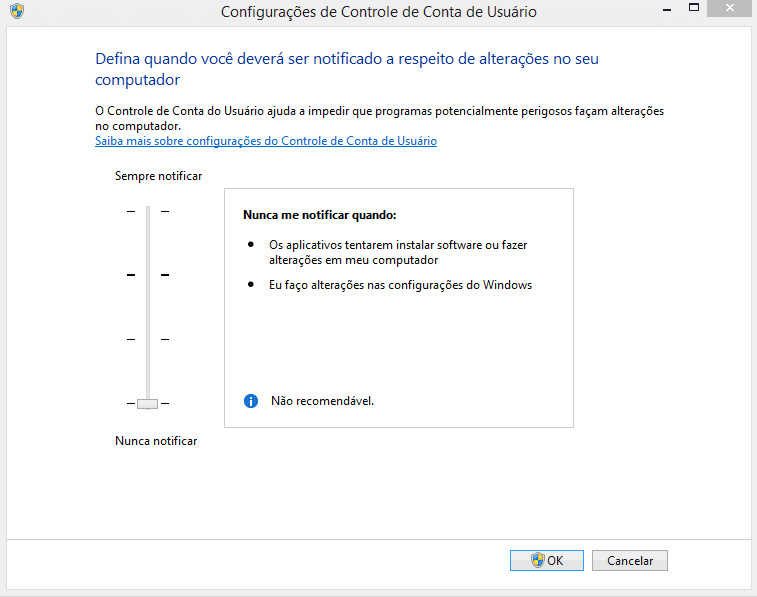 Configurações de Controle de Conta de Usuário
Defina quando você deverá ser notificado a respeito de alterações no seu
computador
O Controle de Conta do Usuário ajuda a impedir que programas potencialmente perigosos façam alterações
no computador.
Saiba mais sobre configurações do Controle de Conta de Usuário
Sempre notificar
Nunca me notificar quando:
Os aplicativos tentarem instalar software ou fazer
alterações em meu computador
Eu faço alterações nas configurações do Windows
Não recomendável.
Nunca notificar
OK
Cancelar